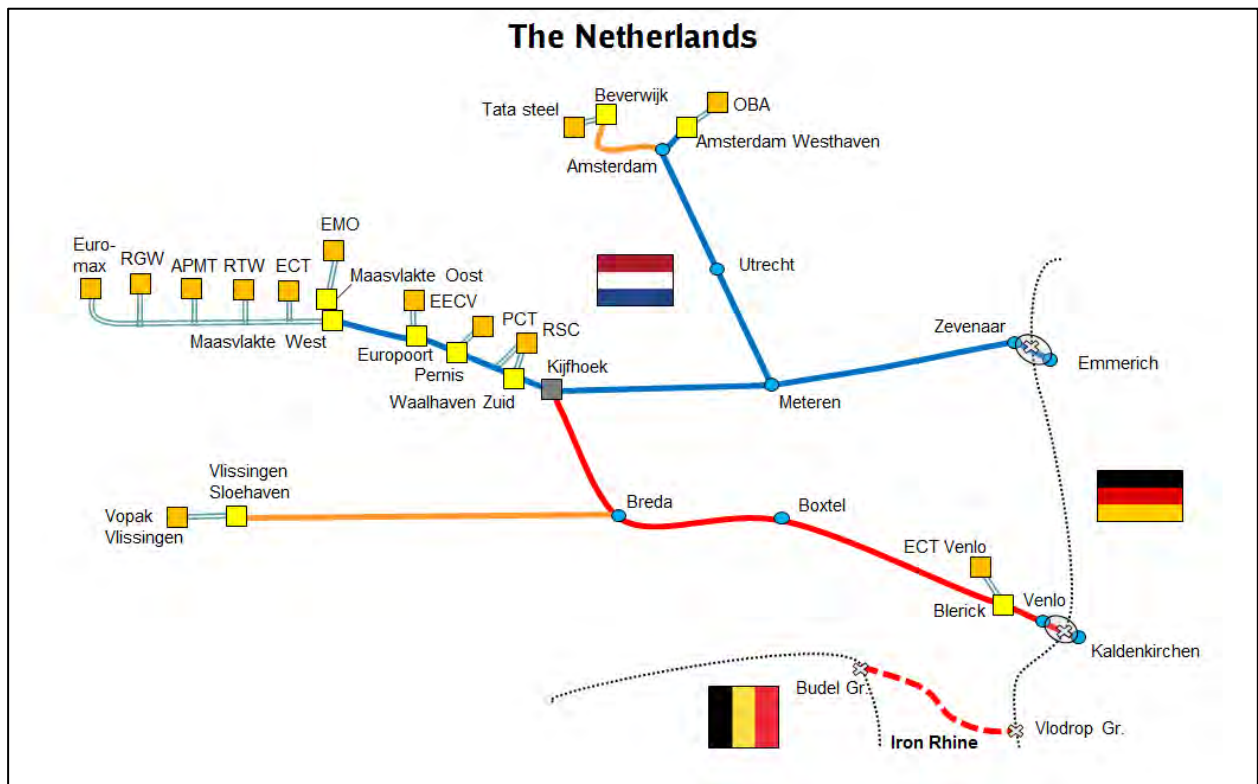 The Netherlands
Beverwijk
OBA
Tata steel
Amsterdam Westhaven
Amsterdam
EMO
Euro-
max
RGW
APMT
RTW
ECT
Maasvlakte Oost
Utrecht
EECV
PCT
RSC
Maasvlakte West
Europoort
Zevenaar
Pernis
Kijfhoek
Emmerich
Waalhaven Zuid
Meteren
Vlissingen
Sloehaven
Breda
Boxtel
Vopak
Vlissingen
ECT Venlo
Blerick
Venlo
Kaldenkirchen
Budel Gr.
Iron Rhine
Vlodrop Gr.